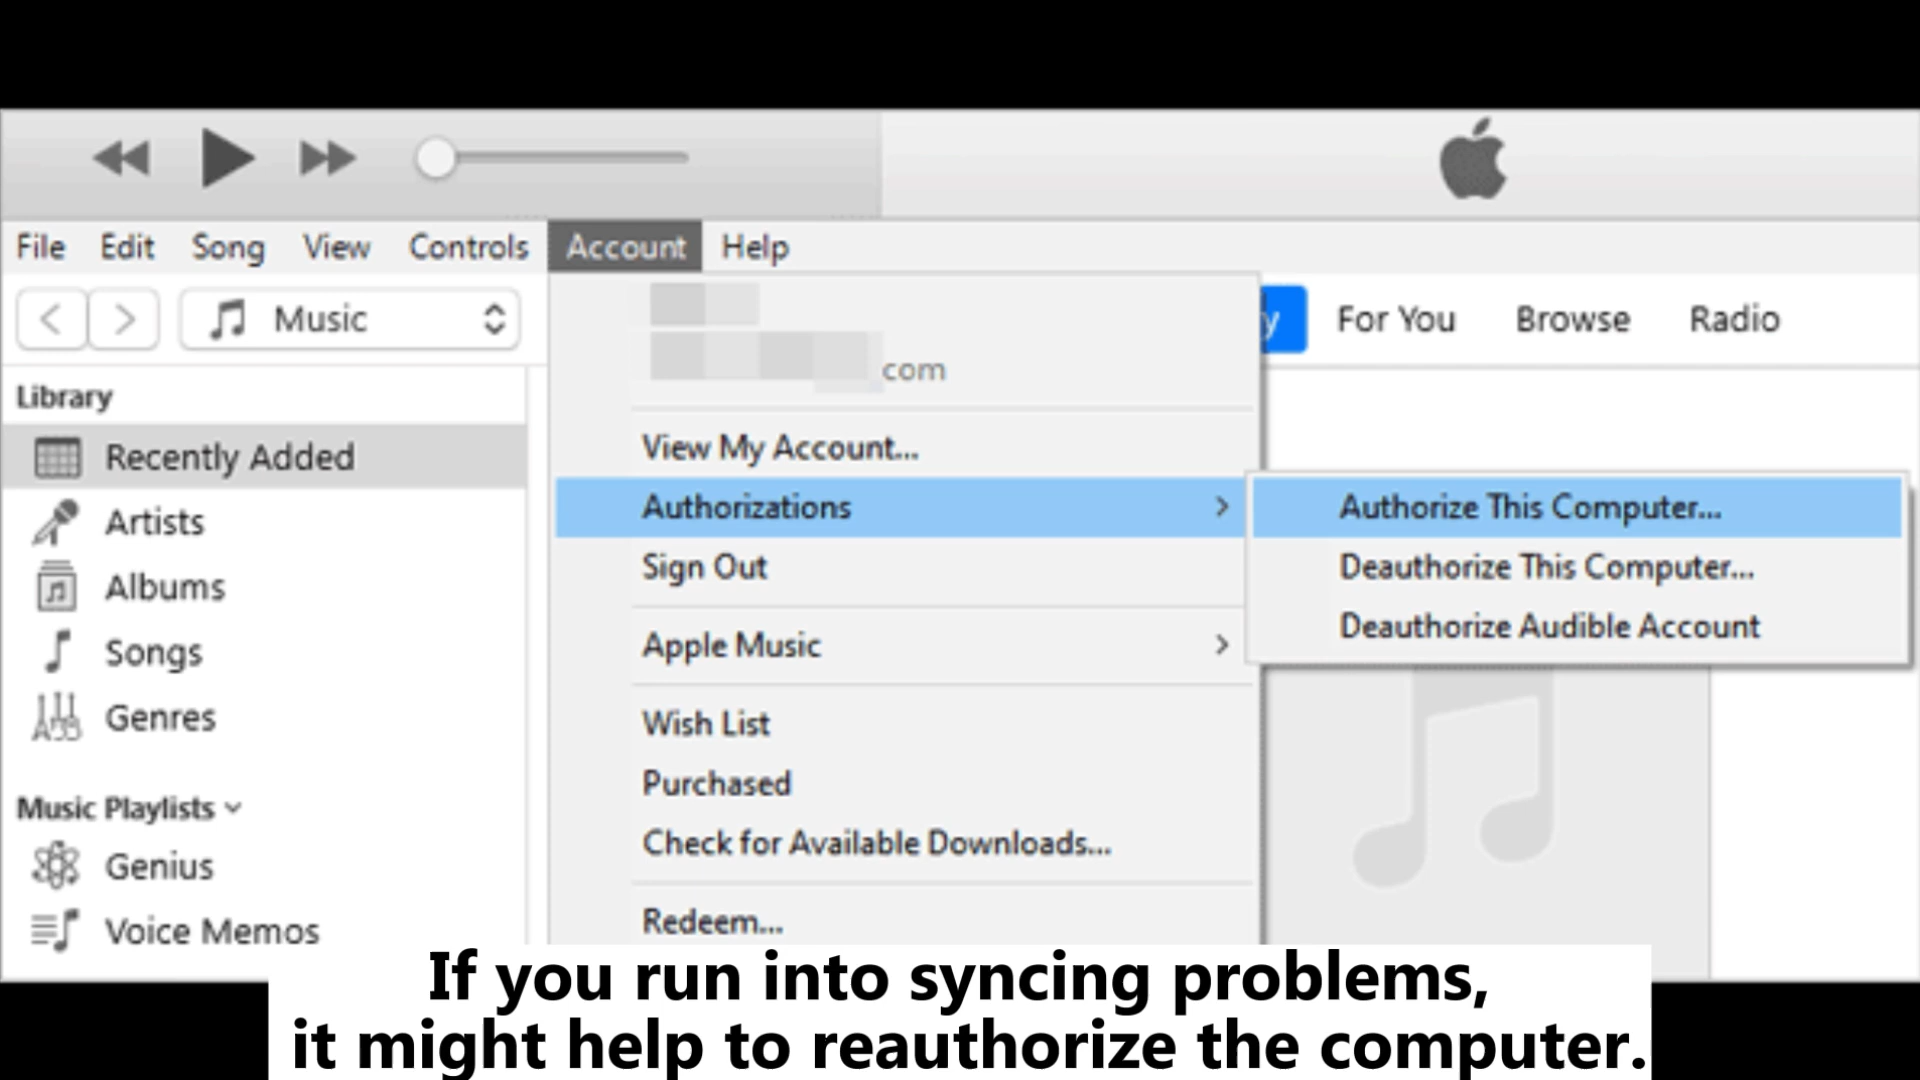 File Edit Song View Controls Account Help
Music
For You Browse Radio
Library
Recently Added
Artists
Albums
Songs
Genres
Music Playlists
Genius
Voice Memos
com
View My Account...
Authorizations
Sign Out
Apple Music
Wish List
Purchased
Check for Available Downloads...
Redeem...
Authorize This Computer...
Deauthorize This Computer...
Deauthorize Audible Account
If you run into syncing problems,
it might help to reauthorize the computer.